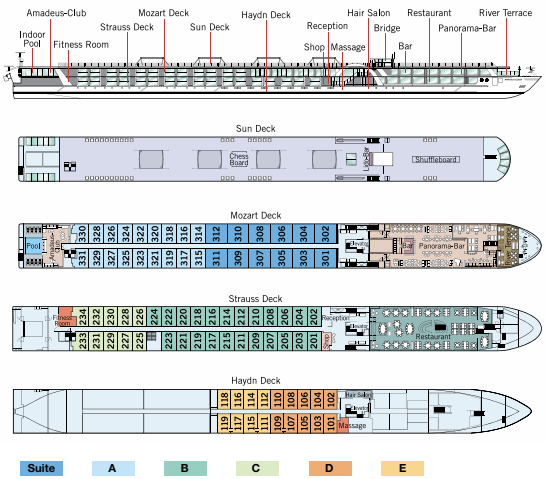 Amadeus-Club
Mozart Deck
Haydn Deck
Hair Salon
Restaurant
River Terrace
Indoor
Pool
Fitness Room
Strauss Deck
Sun Deck
Reception
Bridge
Panorama-Bar
Shop
Massage
Bar
Sun Deck
Chess
Board
Lido-Bar
Shuffleboard
Mozart Deck
330 328 326 324 322 320 318 316 314 312 310 308 306 304 302
Pool
Amadeus-
Club
Elevator
Bar
Panorama-Bar
331 329 327 325 323 321 319 317 315 311 309 307 305 303 301
Strauss Deck
232 230 228 226 224 222 220 218 216 214 212 210 208 206 204 202
Fitness
Room
Reception
Elevator
Shop
Restaurant
233 231 229 227 225 223 221 219 217 215 211 209 207 205 203 201
Haydn Deck
118 116 114 112 110 108 106 104 102
Hair Salon
Elevator
Massage
119 117 115 111 109 107 105 103 101
Suite A B C D E